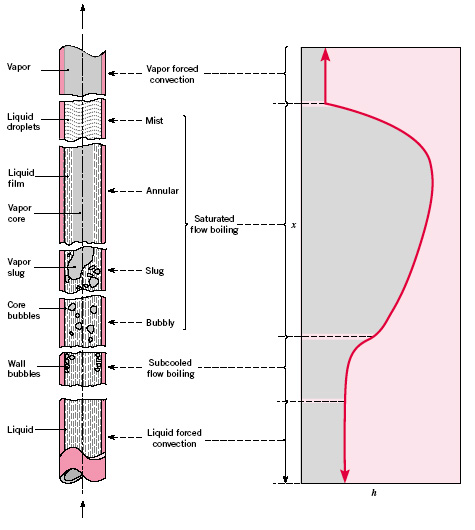 Vapor
Vapor forced
convection
Liquid
droplets
Mist
Liquid
film
Annular
Vapor
core
Saturated
flow boiling
x
Vapor
slug
Slug
Core
bubbles
Bubbly
Wall
bubbles
Subcooled
flow boiling
Liquid
Liquid forced
convection
h